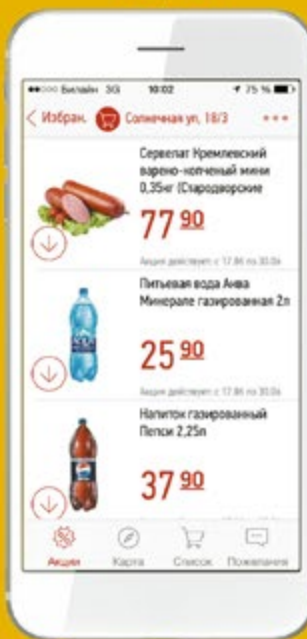 Билайн 3G 10:02 75 %
Избран. Солнечная ул, 18/3
Сервелат Кремлевский
варено-копченый мини
0,35кг (Стародворские
77 90
Акция действует: с 17.06 по 30.06
Питьевая вода Аква
Минерале газированная 2л
25 90
Акция действует: с 17.06 по 30.06
Напиток газированный
Пепси 2,25л
37 90
Акции Карта Список Пожелания